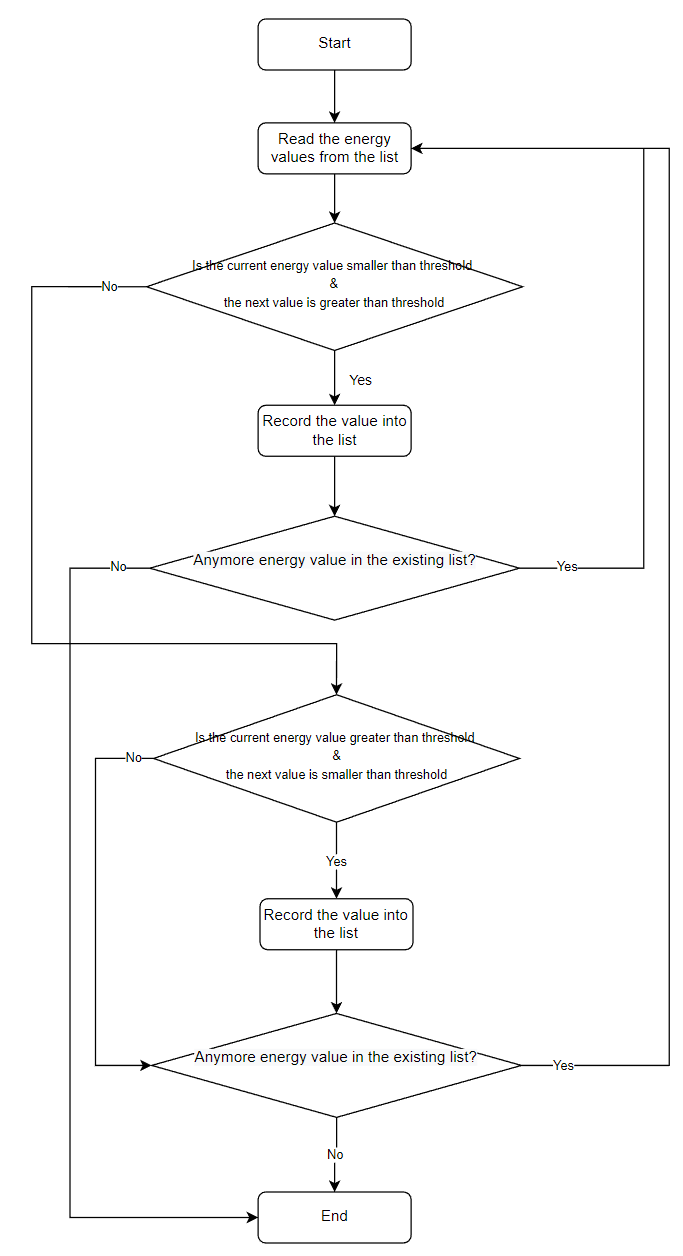 Start
Read the energy
values from the list
Is the current energy value smaller than threshold
&
the next value is greater than threshold
No
Yes
Record the value into
the list
Anymore energy value in the existing list?
No
Yes
Is the current energy value greater than threshold
&
the next value is smaller than threshold
No
Yes
Record the value into
the list
Anymore energy value in the existing list?
Yes
No
End